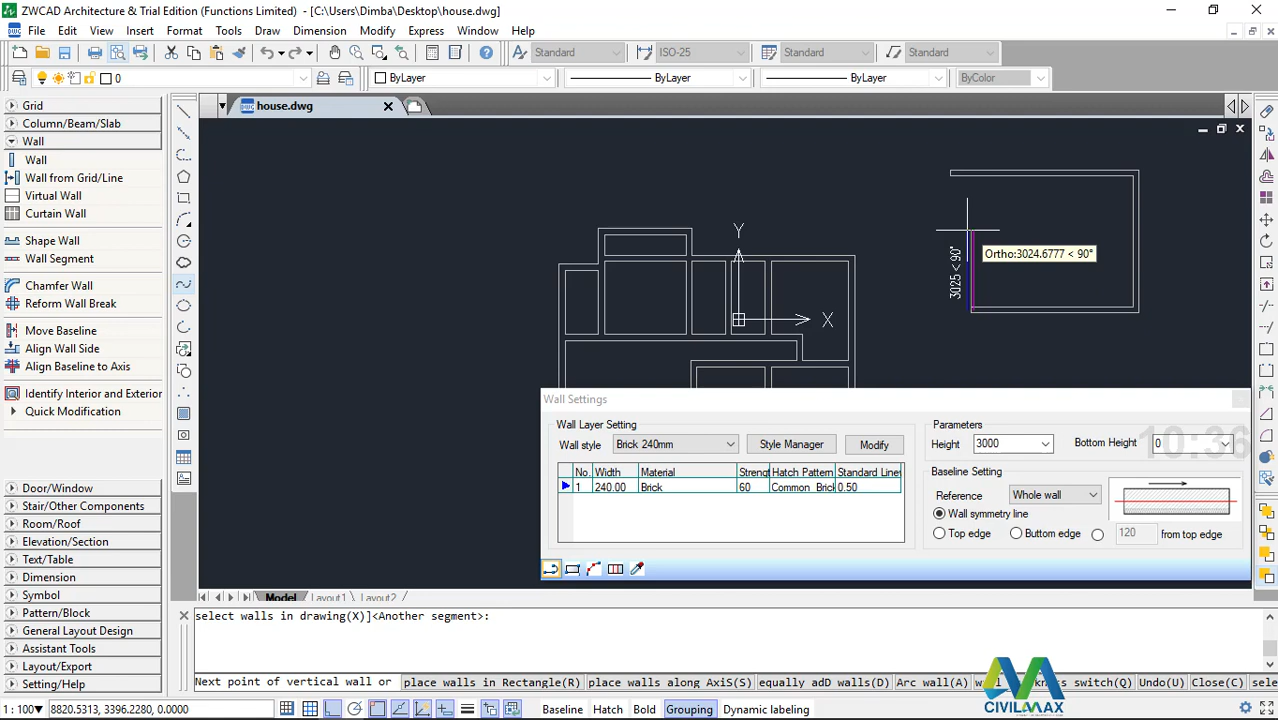 ZWCAD Architecture & Trial Edition (Functions Limited) - [C:\Users\Dimba\Desktop\house.dwg]
File Edit View Insert Format Tools Draw Dimension Modify Express Window Help
Standard ISO-25 Standard Standard
0 ByLayer ByLayer ByLayer ByColor
house.dwg
Grid
Column/Beam/Slab
Wall
Wall
Wall from Grid/Line
Virtual Wall
Curtain Wall
Shape Wall
Wall Segment
Chamfer Wall
Reform Wall Break
Move Baseline
Align Wall Side
Align Baseline to Axis
Identify Interior and Exterior
Quick Modification
Door/Window
Stair/Other Components
Room/Roof
Elevation/Section
Text/Table
Dimension
Symbol
Pattern/Block
General Layout Design
Assistant Tools
Layout/Export
Setting/Help
Y
X
3025 < 90°
Ortho:3024.6777 < 90°
Wall Settings
Wall Layer Setting
Wall style Brick 240mm Style Manager Modify
No. Width Material Strengt Hatch Pattern Standard Line
1 240.00 Brick 60 Common Brick 0.50
Parameters
Height 3000 Bottom Height 0
10:36
Baseline Setting
Reference Whole wall
Wall symmetry line
Top edge Buttom edge 120 from top edge
Model Layout1 Layout2
select walls in drawing(X)]<Another segment>:
Next point of vertical wall or place walls in Rectangle(R) place walls along AxiS(S) equally add walls(D) Arc wall(A) switch(Q) Undo(U) Close(C)
CIVILMAX
1 : 100 8820.5313, 3396.2280, 0.0000 Baseline Hatch Bold Grouping Dynamic labeling